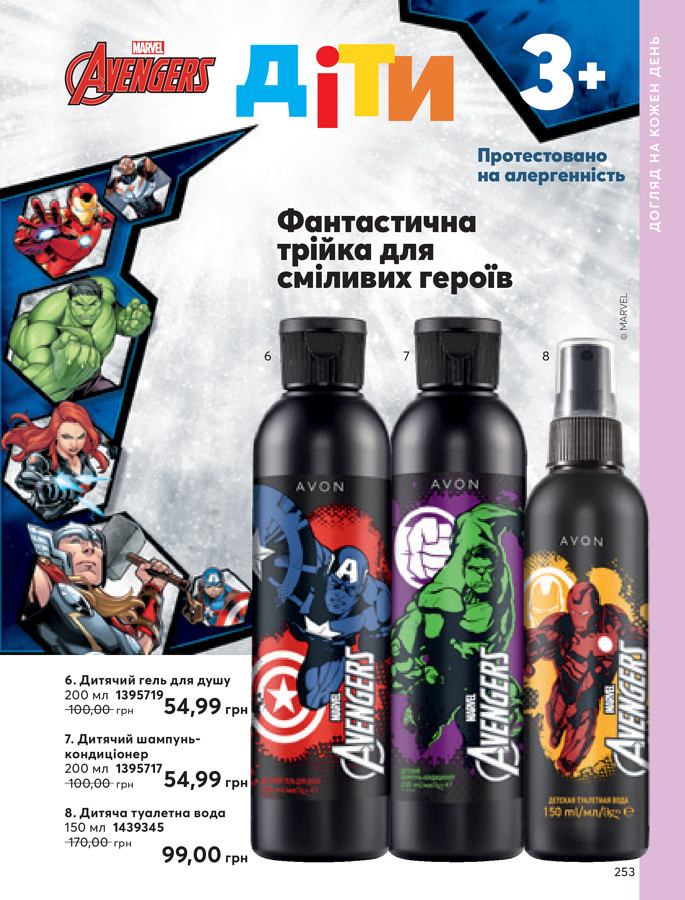 MARVEL
AVENGERS
ДІТИ
3+
Протестовано
на алергенність
ДОГЛЯД НА КОЖЕН ДЕНЬ
Фантастична
трійка для
сміливих героїв
© MARVEL
6
7
8
AVON
AVON
AVON
MARVEL
AVENGERS
MARVEL
AVENGERS
MARVEL
AVENGERS
ДЕТСКАЯ ТУАЛЕТНАЯ ВОДА
150 ml/мл/
6. Дитячий гель для душу
200 мл 1395719
100,00 грн 54,99 грн
7. Дитячий шампунь-
кондиціонер
200 мл 1395717
100,00 грн 54,99 грн
8. Дитяча туалетна вода
150 мл 1439345
170,00 грн
99,00 грн
253